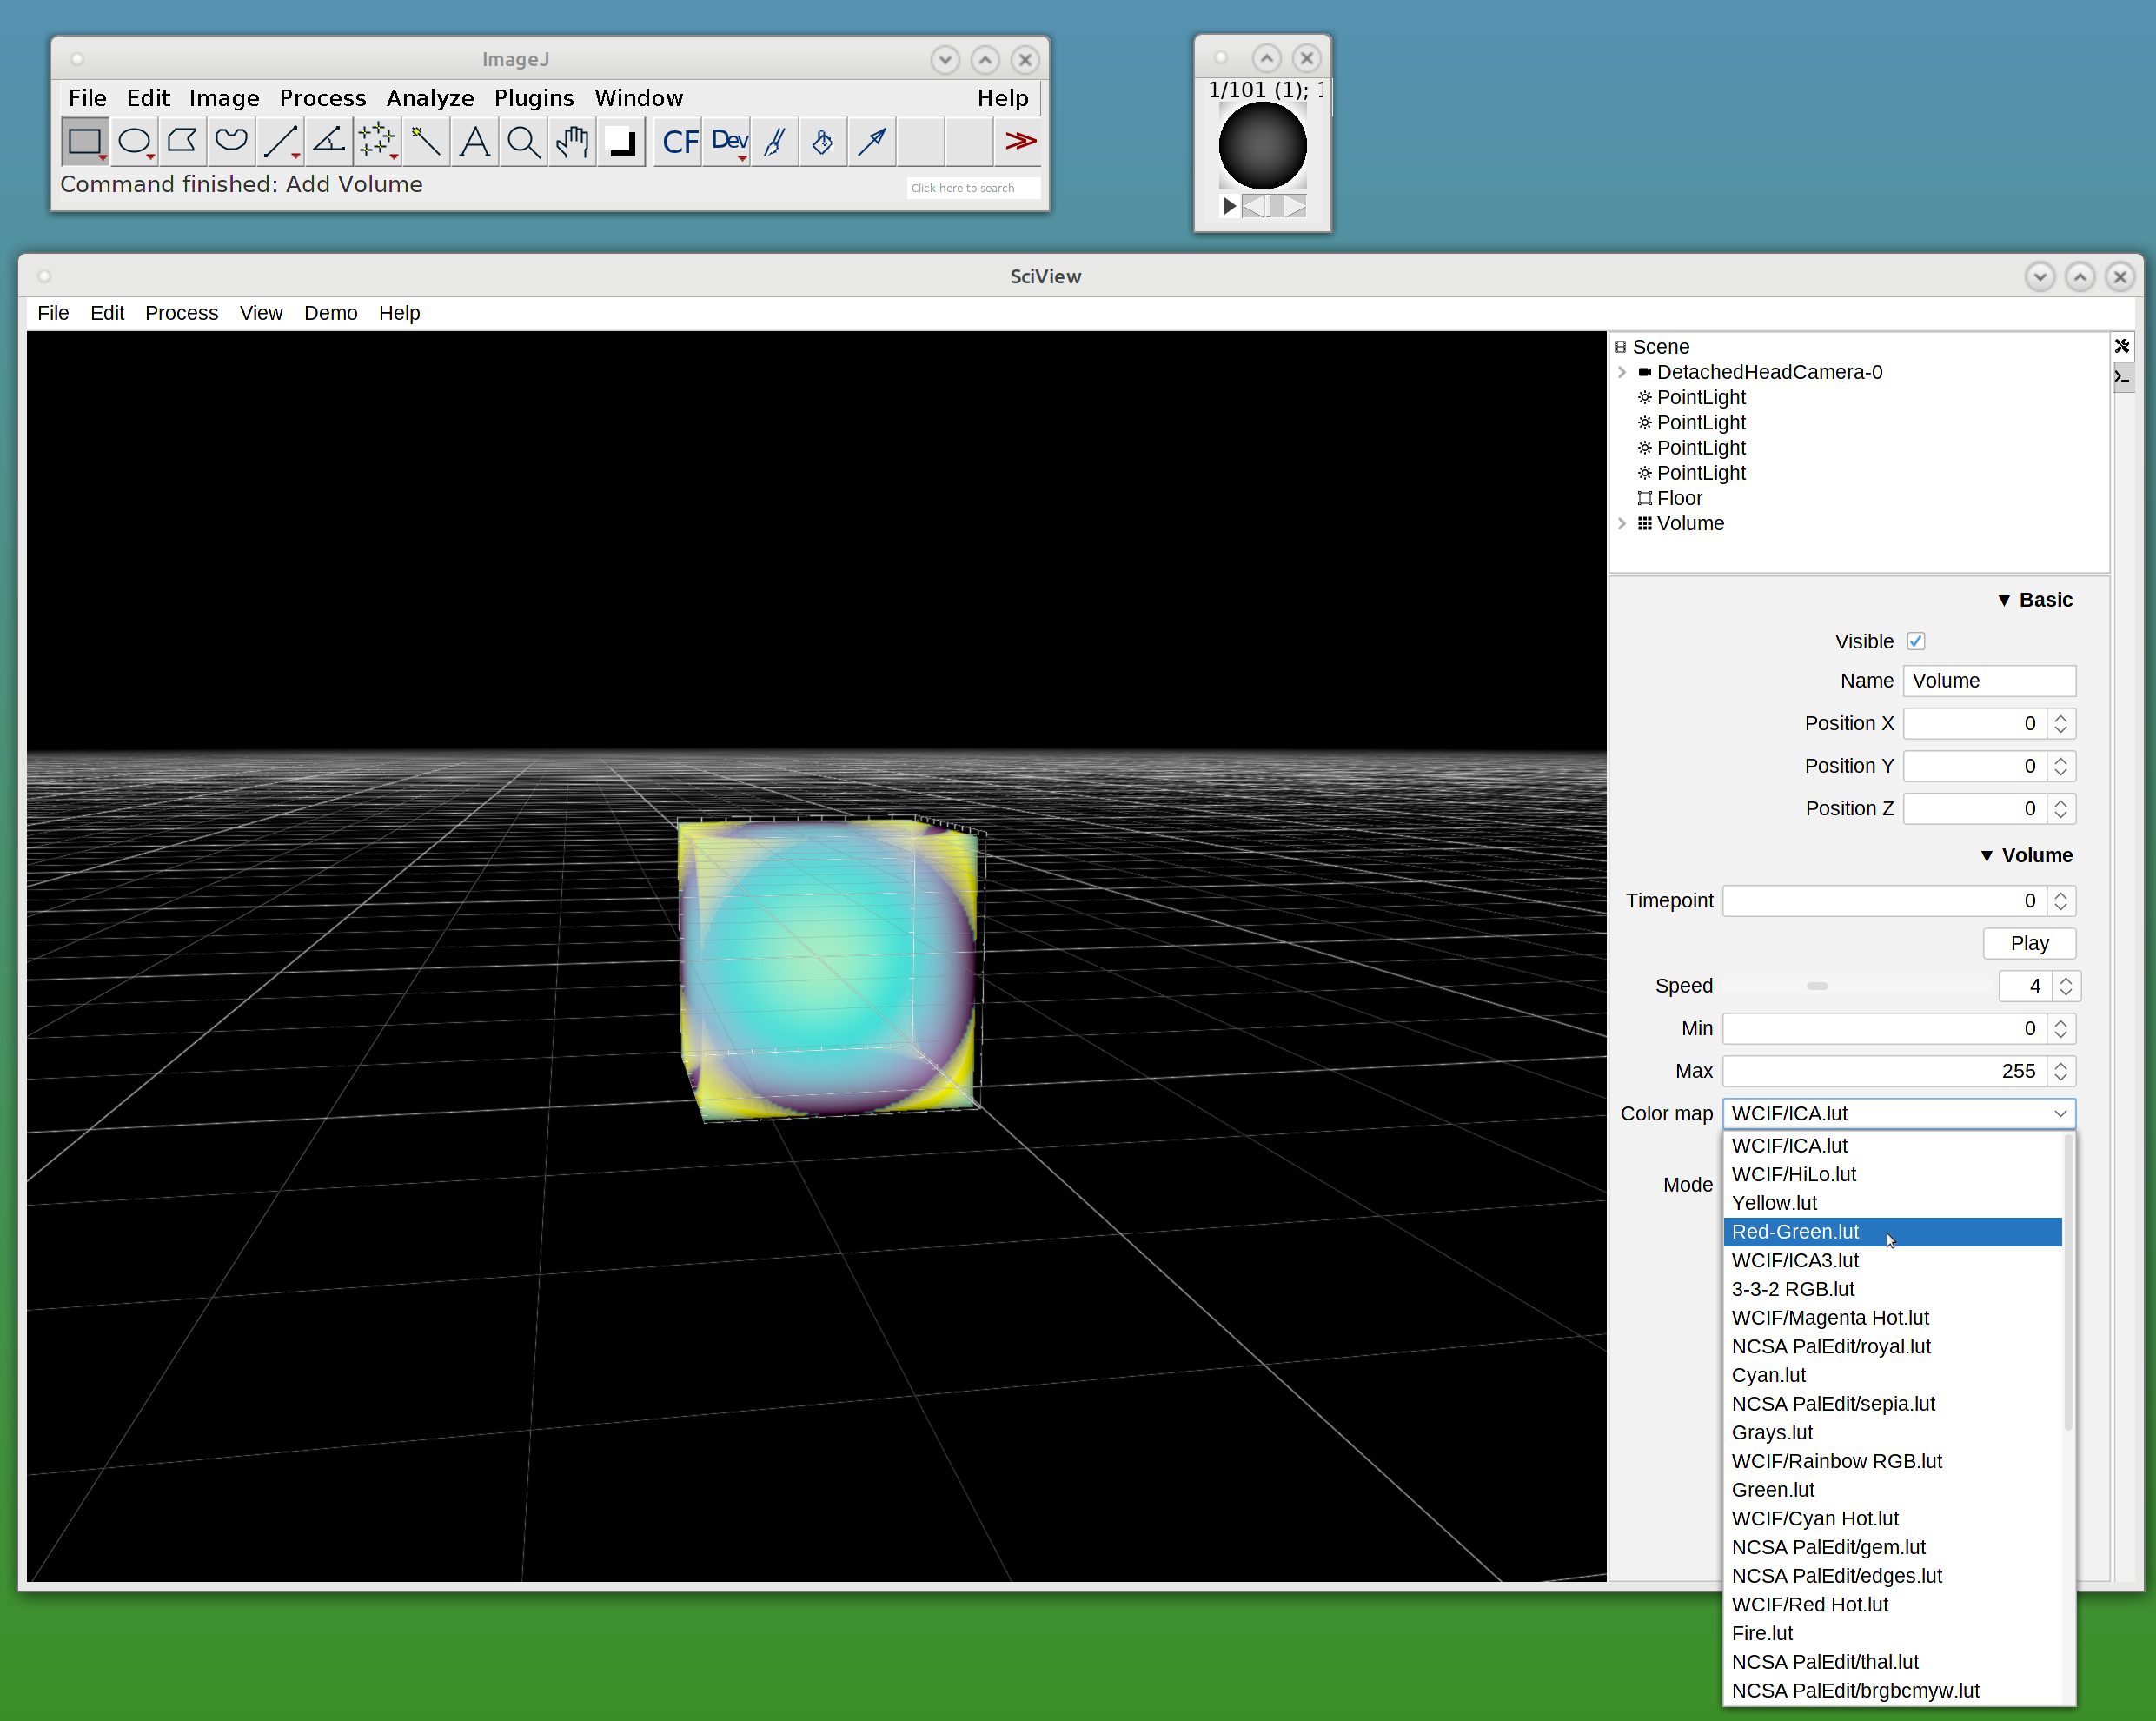 ImageJ
File Edit Image Process Analyze Plugins Window Help
CF Dev
Command finished: Add Volume
Click here to search
1/101 (1);
SciView
File Edit Process View Demo Help
Scene
DetachedHeadCamera-0
PointLight
PointLight
PointLight
PointLight
Floor
Volume
▼ Basic
Visible
Name Volume
Position X 0
Position Y 0
Position Z 0
▼ Volume
Timepoint 0
Play
Speed 4
Min 0
Max 255
Color map WCIF/ICA.lut
Mode
WCIF/ICA.lut
WCIF/HiLo.lut
Yellow.lut
Red-Green.lut
WCIF/ICA3.lut
3-3-2 RGB.lut
WCIF/Magenta Hot.lut
NCSA PalEdit/royal.lut
Cyan.lut
NCSA PalEdit/sepia.lut
Grays.lut
WCIF/Rainbow RGB.lut
Green.lut
WCIF/Cyan Hot.lut
NCSA PalEdit/gem.lut
NCSA PalEdit/edges.lut
WCIF/Red Hot.lut
Fire.lut
NCSA PalEdit/thal.lut
NCSA PalEdit/brgbcmyw.lut